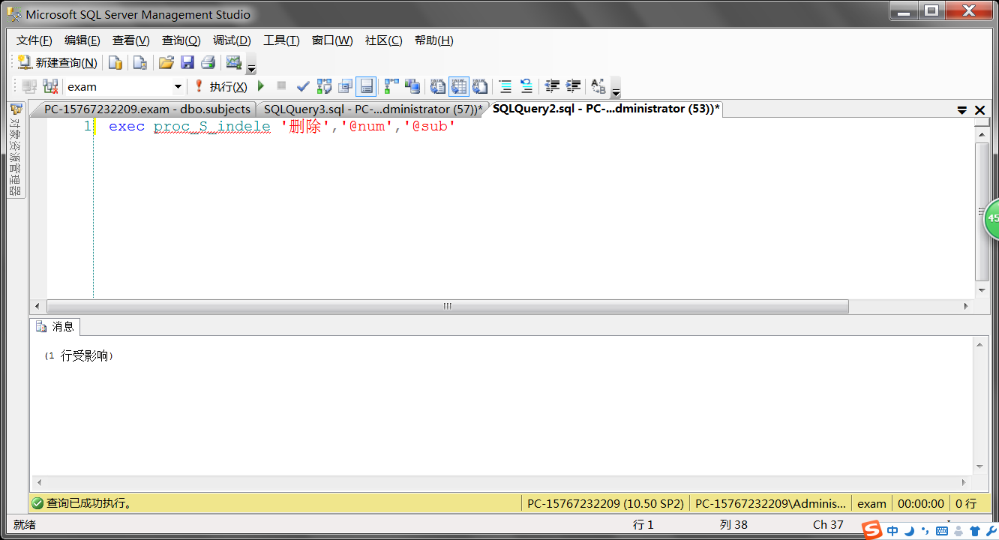 Microsoft SQL Server Management Studio
文件(F) 编辑(E) 查看(V) 查询(Q) 调试(D) 工具(T) 窗口(W) 社区(C) 帮助(H)
新建查询(N)
exam 执行(X)
PC-15767232209.exam - dbo.subjects SQLQuery3.sql - PC-...dministrator (57))* SQLQuery2.sql - PC-...dministrator (53))*
对象资源管理器
1 exec proc_S_indele '删除','@num','@sub'
45
消息
(1 行受影响)
查询已成功执行。 PC-15767232209 (10.50 SP2) PC-15767232209\Adminis... exam 00:00:00 0 行
就绪 行 1 列 38 Ch 37
S 中